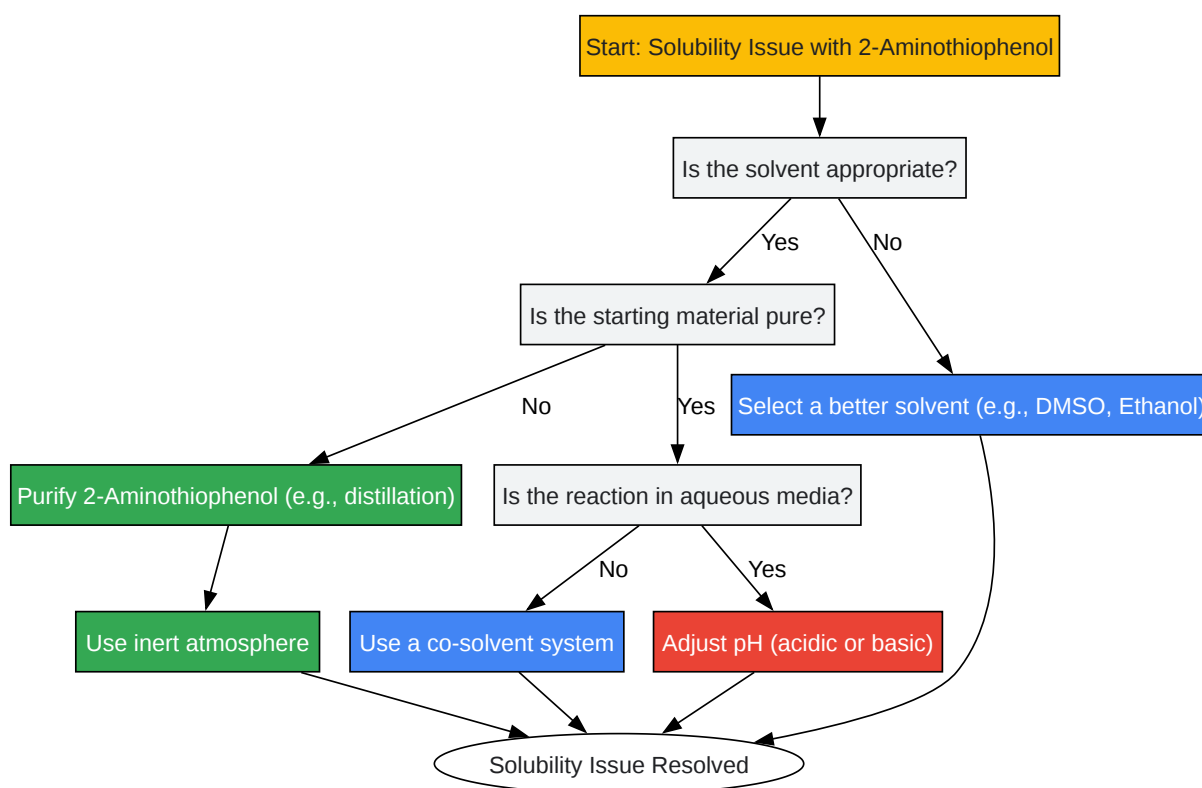 Start: Solubility Issue with 2-Aminothiophenol
Is the solvent appropriate?
Yes
No
Is the starting material pure?
No
Yes
Select a better solvent (e.g., DMSO, Ethanol)
Purify 2-Aminothiophenol (e.g., distillation)
Is the reaction in aqueous media?
No
Yes
Use inert atmosphere
Use a co-solvent system
Adjust pH (acidic or basic)
Solubility Issue Resolved